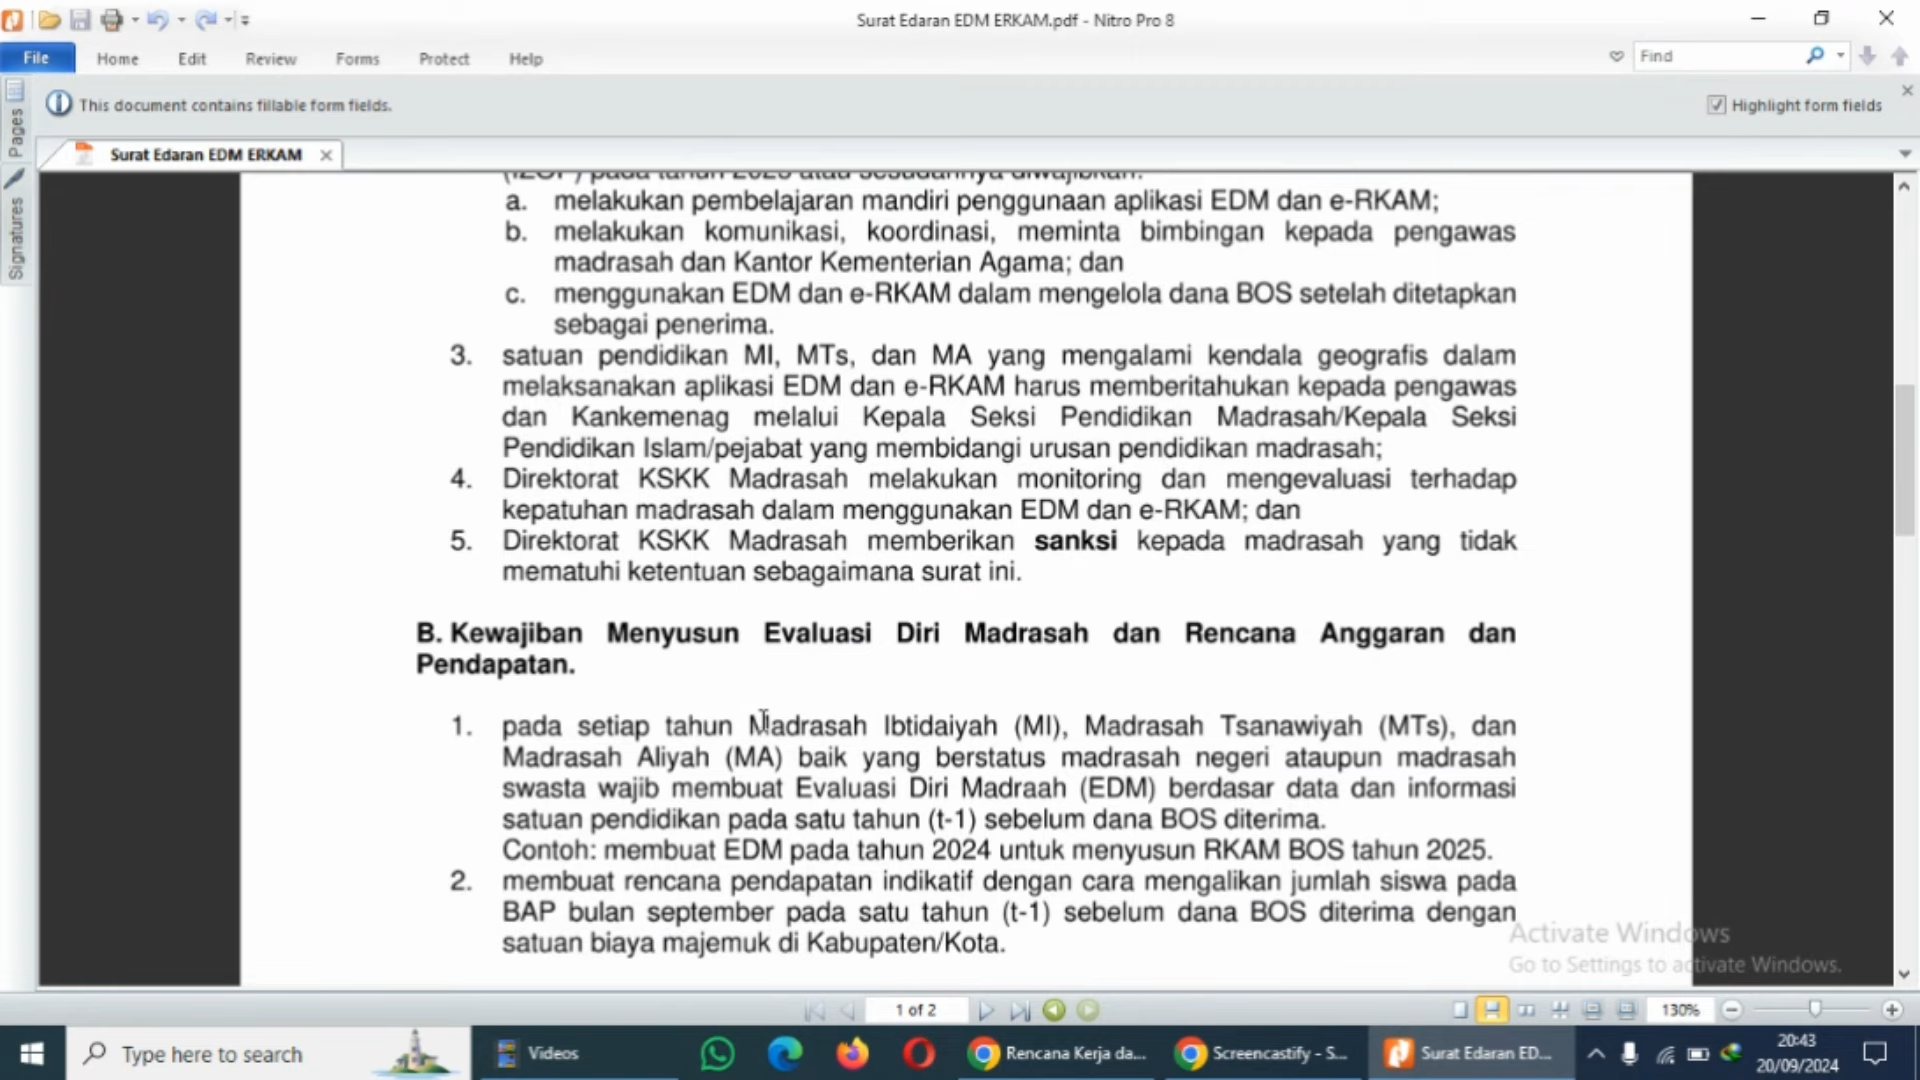 Surat Edaran EDM ERKAM.pdf - Nitro Pro 8
File Home Edit Review Forms Protect Help Find
This document contains fillable form fields. Highlight form fields
Pages
Signatures
Surat Edaran EDM ERKAM
a. melakukan pembelajaran mandiri penggunaan aplikasi EDM dan e-RKAM;
b. melakukan komunikasi, koordinasi, meminta bimbingan kepada pengawas
madrasah dan Kantor Kementerian Agama; dan
c. menggunakan EDM dan e-RKAM dalam mengelola dana BOS setelah ditetapkan
sebagai penerima.
3. satuan pendidikan MI, MTs, dan MA yang mengalami kendala geografis dalam
melaksanakan aplikasi EDM dan e-RKAM harus memberitahukan kepada pengawas
dan Kankemenag melalui Kepala Seksi Pendidikan Madrasah/Kepala Seksi
Pendidikan Islam/pejabat yang membidangi urusan pendidikan madrasah;
4. Direktorat KSKK Madrasah melakukan monitoring dan mengevaluasi terhadap
kepatuhan madrasah dalam menggunakan EDM dan e-RKAM; dan
5. Direktorat KSKK Madrasah memberikan sanksi kepada madrasah yang tidak
mematuhi ketentuan sebagaimana surat ini.
B. Kewajiban Menyusun Evaluasi Diri Madrasah dan Rencana Anggaran dan
Pendapatan.
1. pada setiap tahun Madrasah Ibtidaiyah (MI), Madrasah Tsanawiyah (MTs), dan
Madrasah Aliyah (MA) baik yang berstatus madrasah negeri ataupun madrasah
swasta wajib membuat Evaluasi Diri Madraah (EDM) berdasar data dan informasi
satuan pendidikan pada satu tahun (t-1) sebelum dana BOS diterima.
Contoh: membuat EDM pada tahun 2024 untuk menyusun RKAM BOS tahun 2025.
2. membuat rencana pendapatan indikatif dengan cara mengalikan jumlah siswa pada
BAP bulan september pada satu tahun (t-1) sebelum dana BOS diterima dengan
satuan biaya majemuk di Kabupaten/Kota.
Activate Windows
Go to Settings to activate Windows.
1 of 2 130%
Type here to search Videos Rencana Kerja da... Screencastify - S... Surat Edaran ED... 20:43
20/09/2024